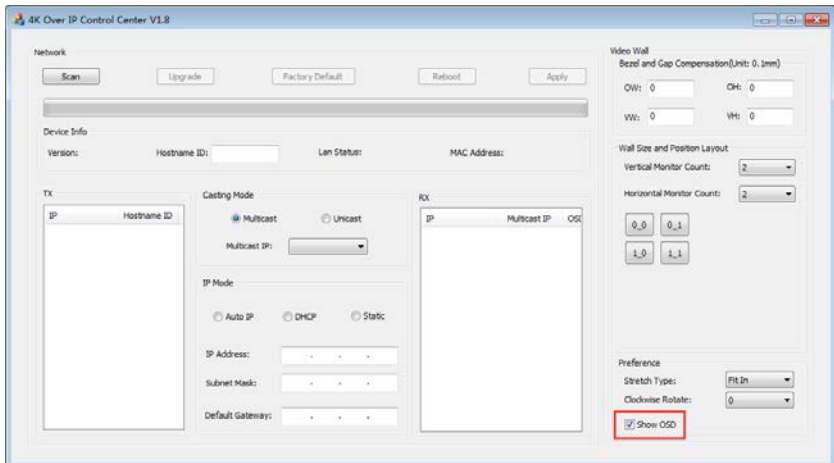 4K Over IP Control Center V1.8
Network
Scan Upgrade Factory Default Reboot Apply
Device Info
Version: Hostname ID: Lan Status: MAC Address:
TX
IP Hostname ID
Casting Mode
Multicast Unicast
Multicast IP:
IP Mode
Auto IP DHCP Static
IP Address: . . .
Subnet Mask: . . .
Default Gateway: . . .
RX
IP Multicast IP OSD
Video Wall
Bezel and Gap Compensation(Unit: 0.1mm)
OW: 0 OH: 0
VW: 0 VH: 0
Wall Size and Position Layout
Vertical Monitor Count: 2
Horizontal Monitor Count: 2
0_0 0_1
1_0 1_1
Preference
Stretch Type: Fit In
Clockwise Rotate: 0
Show OSD